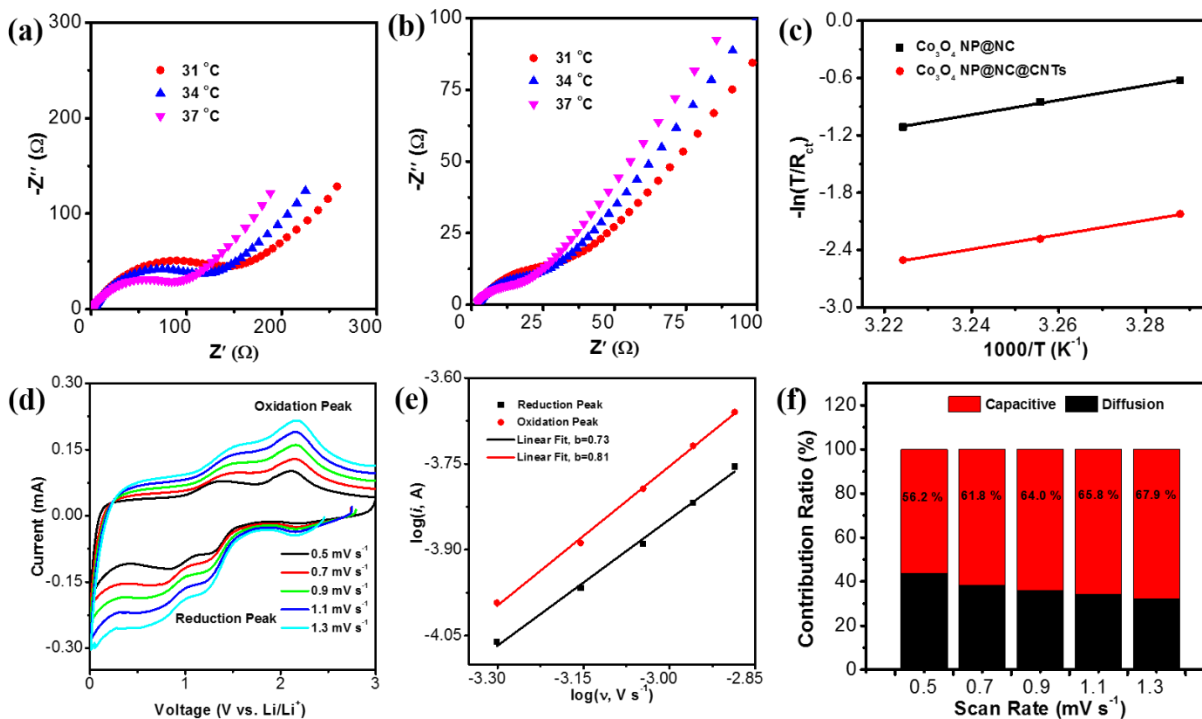 (a)
31 °C
34 °C
37 °C
-Z'' (Ω)
300
200
100
0
0 100 200 300
Z' (Ω)
(b)
31 °C
34 °C
37 °C
-Z'' (Ω)
100
75
50
25
0
0 25 50 75 100
Z' (Ω)
(c)
Co₃O₄ NP@NC
Co₃O₄ NP@NC@CNTs
-ln(T/Rct)
-0.0
-0.6
-1.2
-1.8
-2.4
-3.0
3.22 3.24 3.26 3.28
1000/T (K⁻¹)
(d)
Oxidation Peak
Current (mA)
0.30
0.15
0.00
-0.15
-0.30
0.5 mV s⁻¹
0.7 mV s⁻¹
0.9 mV s⁻¹
1.1 mV s⁻¹
1.3 mV s⁻¹
Reduction Peak
0 1 2 3
Voltage (V vs. Li/Li⁺)
(e)
Reduction Peak
Oxidation Peak
Linear Fit, b=0.73
Linear Fit, b=0.81
log(i, A)
-3.60
-3.75
-3.90
-4.05
-3.30 -3.15 -3.00 -2.85
log(ν, V s⁻¹)
(f)
Capacitive Diffusion
Contribution Ratio (%)
120
100
80
60
40
20
0
56.2 % 61.8 % 64.0 % 65.8 % 67.9 %
0.5 0.7 0.9 1.1 1.3
Scan Rate (mV s⁻¹)